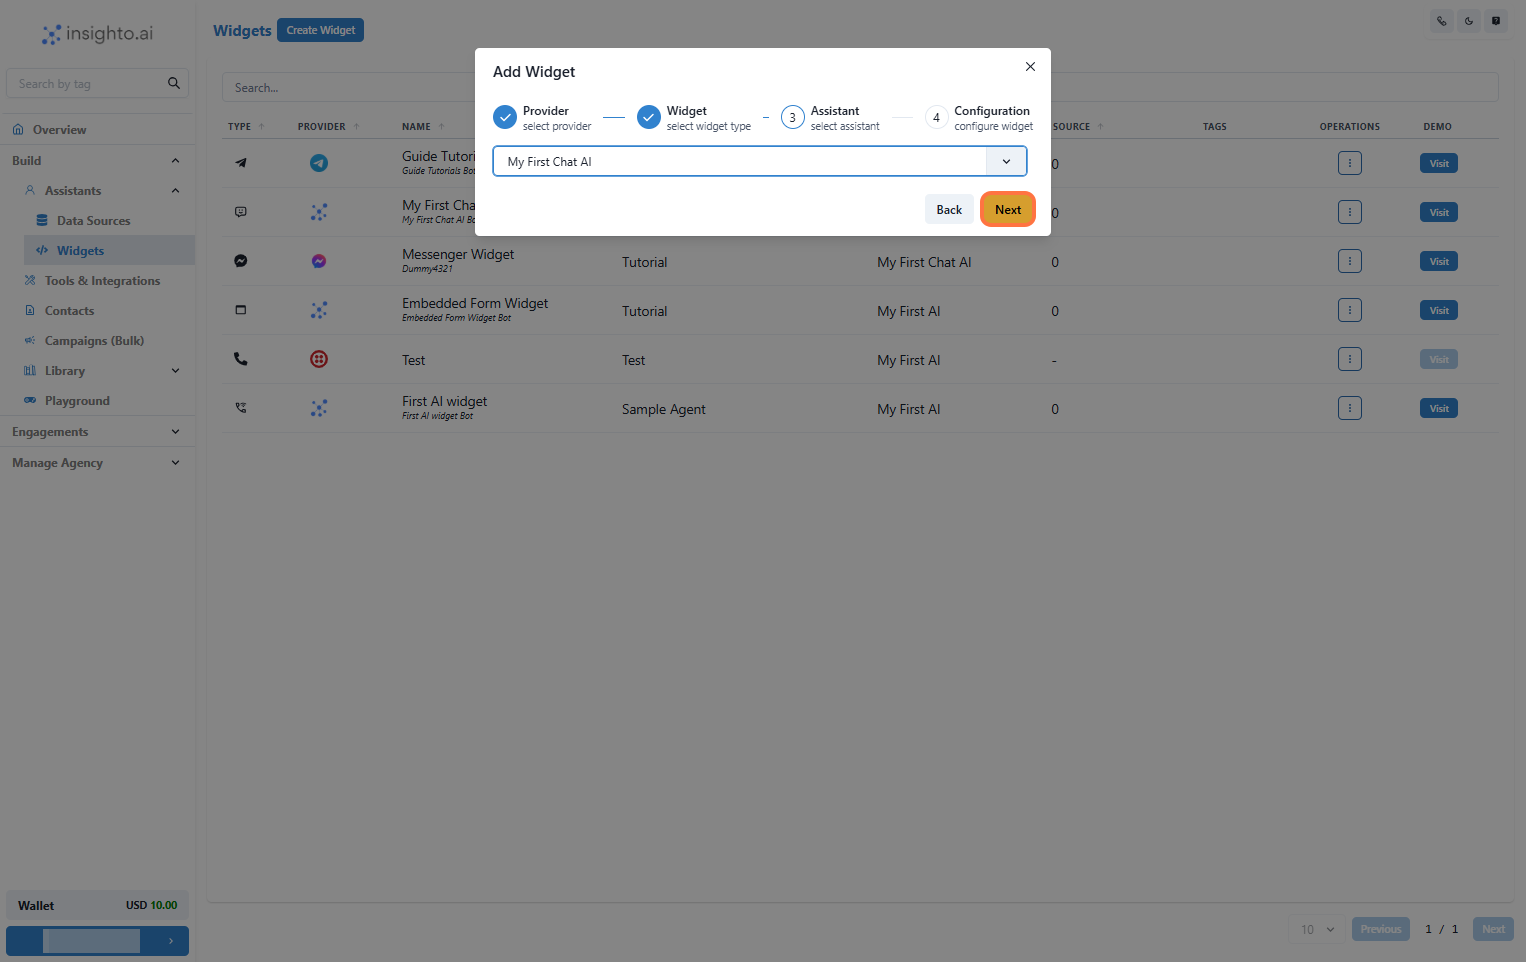 insighto.ai
Widgets
Create Widget
Search by tag
Overview
Build
Assistants
Data Sources
Widgets
Tools & Integrations
Contacts
Campaigns (Bulk)
Library
Playground
Engagements
Manage Agency
Wallet USD 10.00
Add Widget
Provider
select provider
Widget
select widget type
3
Assistant
select assistant
4
Configuration
configure widget
My First Chat AI
Back
Next
Search...
TYPE PROVIDER NAME SOURCE TAGS OPERATIONS DEMO
Guide Tutori
Guide Tutorials Bot
0 Visit
My First Cha
My First Chat AI Bo
0 Visit
Messenger Widget
Dummy4321
Tutorial My First Chat AI 0 Visit
Embedded Form Widget
Embedded Form Widget Bot
Tutorial My First AI 0 Visit
Test Test My First AI - Visit
First AI widget
First AI widget Bot
Sample Agent My First AI 0 Visit
10 Previous 1 / 1 Next